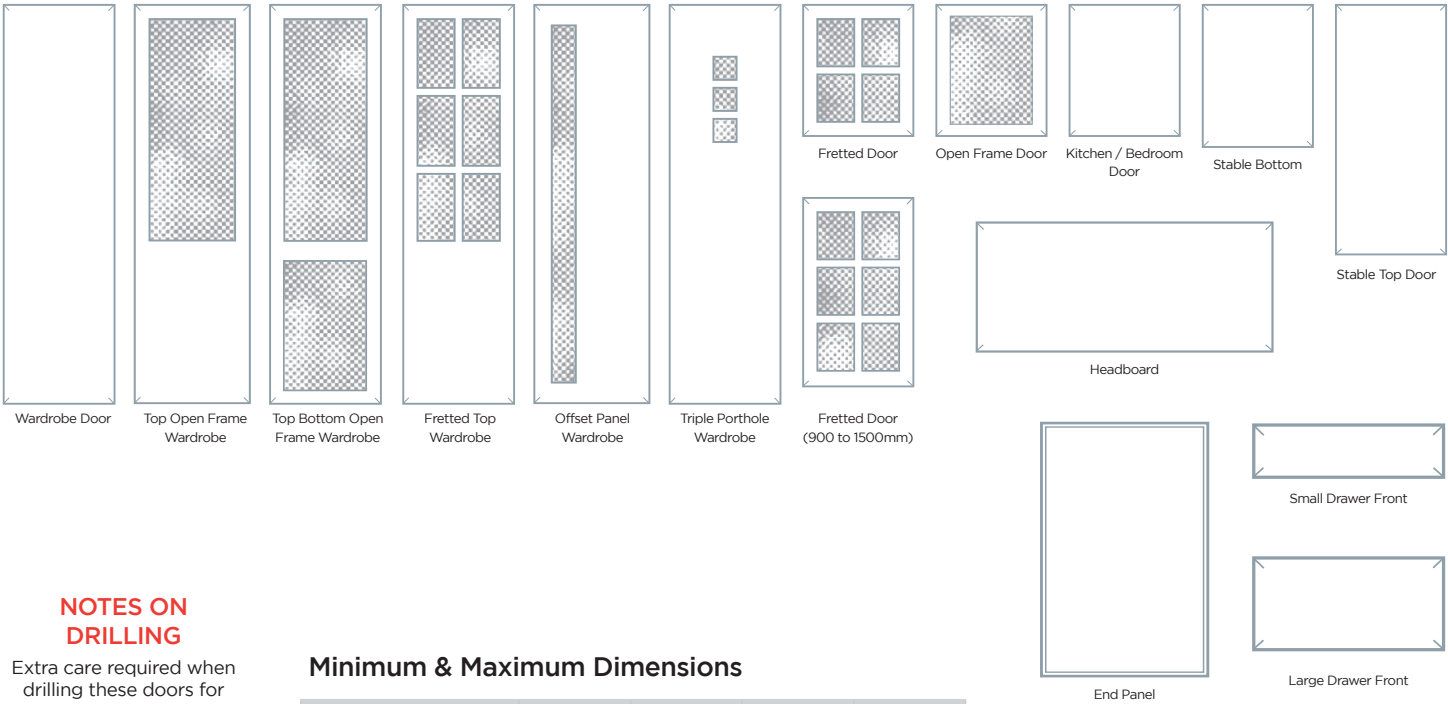 Wardrobe Door
Top Open Frame
Wardrobe
Top Bottom Open
Frame Wardrobe
Fretted Top
Wardrobe
Offset Panel
Wardrobe
Triple Porthole
Wardrobe
Fretted Door
Fretted Door
(900 to 1500mm)
Open Frame Door
Kitchen / Bedroom
Door
Stable Bottom
Stable Top Door
Headboard
End Panel
Small Drawer Front
Large Drawer Front
NOTES ON
DRILLING
Extra care required when
drilling these doors for
Minimum & Maximum Dimensions